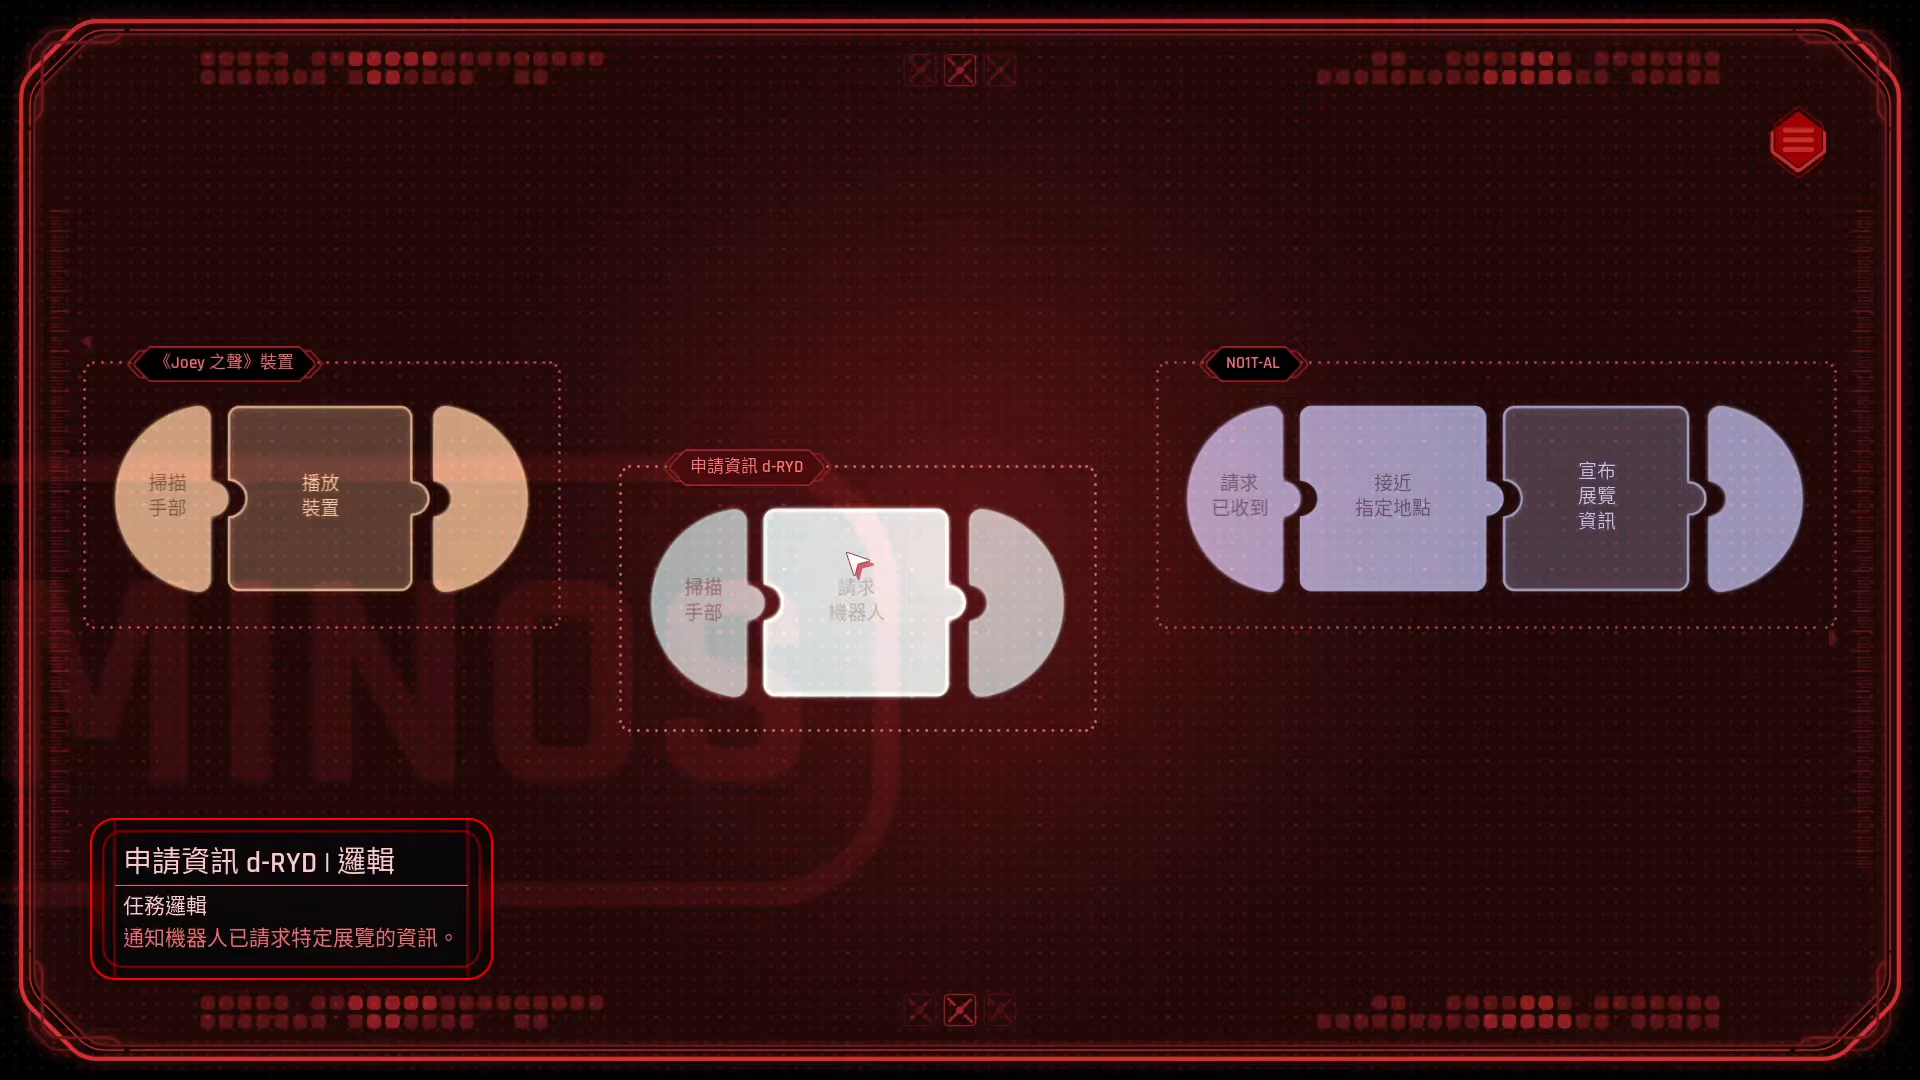 《Joey 之聲》裝置
掃描
手部
播放
裝置
申請資訊 d-RYD
掃描
手部
請求
機器人
N01T-AL
請求
已收到
接近
指定地點
宣布
展覽
資訊
MINOS
申請資訊 d-RYD | 邏輯
任務邏輯
通知機器人已請求特定展覽的資訊。